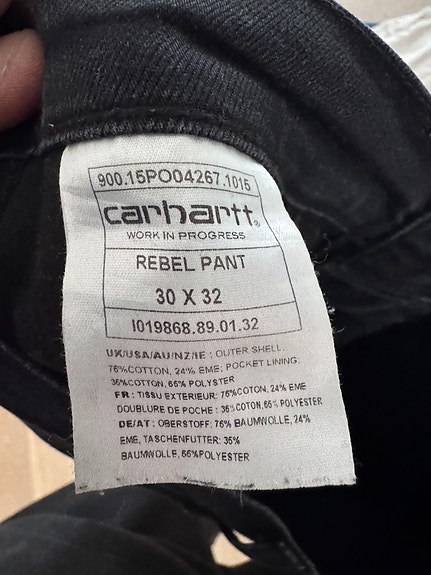 900.15PO04267.1015
carhartt®
WORK IN PROGRESS
REBEL PANT
30 X 32
I019868.89.01.32
UK/USA/AU/NZ/IE : OUTER SHELL,
76%COTTON, 24% EME; POCKET LINING:
36%COTTON, 65% POLYESTER
FR : TISSU EXTERIEUR: 76%COTON, 24% EME
DOUBLURE DE POCHE : 36%COTON, 65% POLYESTER
DE/AT : OBERSTOFF: 76% BAUMWOLLE, 24%
EME, TASCHENFUTTER: 35%
BAUMWOLLE, 65%POLYESTER